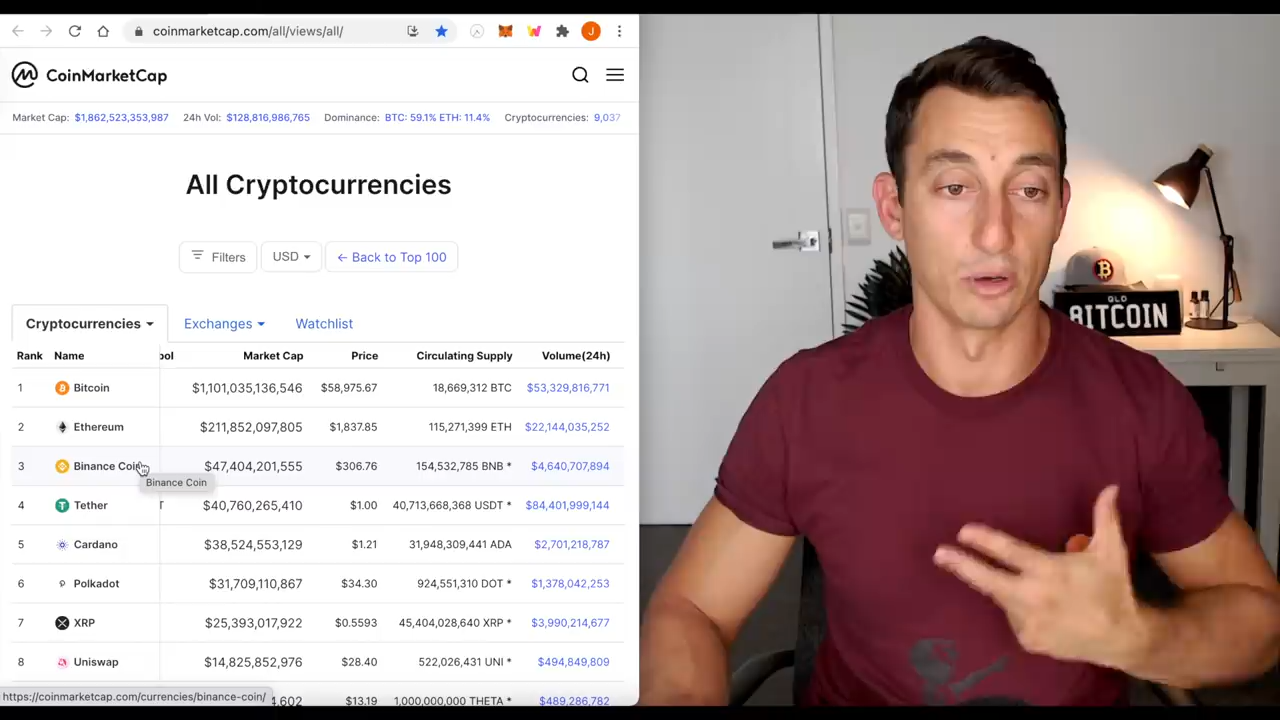 coinmarketcap.com/all/views/all/
J
CoinMarketCap
Market Cap: $1,862,523,353,987 24h Vol: $128,816,986,765 Dominance: BTC: 59.1% ETH: 11.4% Cryptocurrencies: 9,037
All Cryptocurrencies
Filters USD ← Back to Top 100
Cryptocurrencies Exchanges Watchlist
Rank Name bol Market Cap Price Circulating Supply Volume(24h)
1 Bitcoin $1,101,035,136,546 $58,975.67 18,669,312 BTC $53,329,816,771
2 Ethereum $211,852,097,805 $1,837.85 115,271,399 ETH $22,144,035,252
3 Binance Coin $47,404,201,555 $306.76 154,532,785 BNB * $4,640,707,894
Binance Coin
4 Tether T $40,760,265,410 $1.00 40,713,668,368 USDT * $84,401,999,144
5 Cardano $38,524,553,129 $1.21 31,948,309,441 ADA $2,701,218,787
6 Polkadot $31,709,110,867 $34.30 924,551,310 DOT * $1,378,042,253
7 XRP $25,393,017,922 $0.5593 45,404,028,640 XRP * $3,990,214,677
8 Uniswap $14,825,852,976 $28.40 522,026,431 UNI * $494,849,809
https://coinmarketcap.com/currencies/binance-coin/ 4,602 $13.19 1,000,000,000 THETA * $489,286,782
QLD
BITCOIN